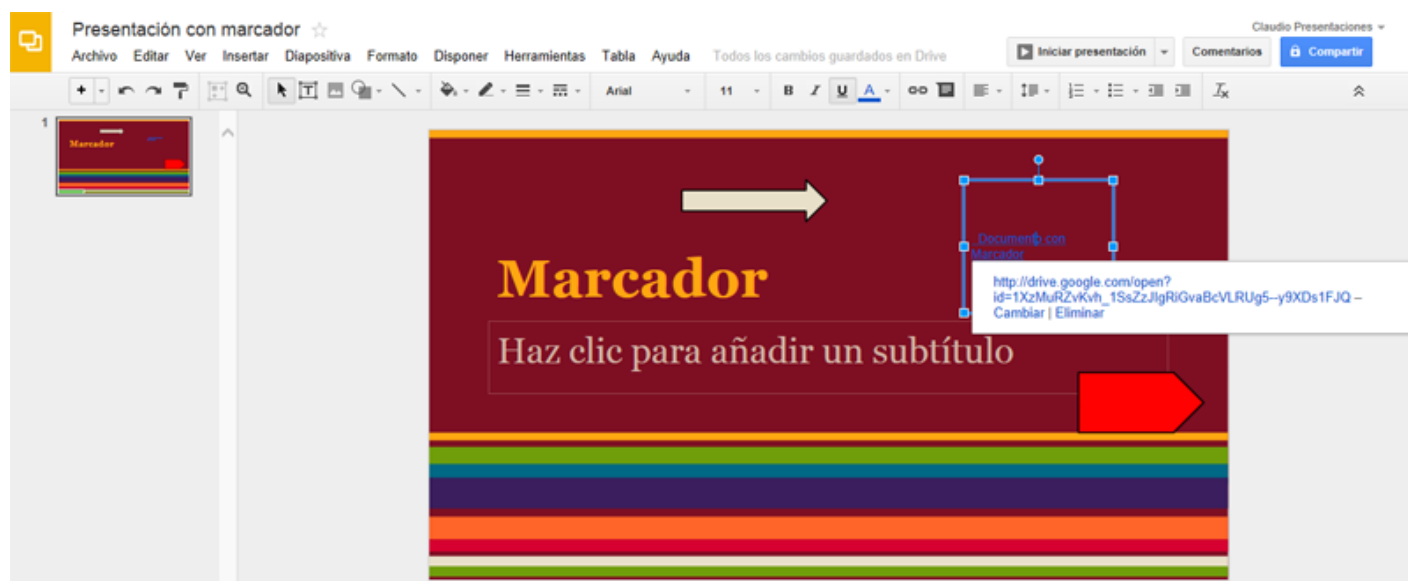 Presentación con marcador
Claudio Presentaciones
Archivo Editar Ver Insertar Diapositiva Formato Disponer Herramientas Tabla Ayuda Todos los cambios guardados en Drive Iniciar presentación Comentarios Compartir
Arial 11 B I U A
1
Marcador
Documento con
Marcador
Marcador
http://drive.google.com/open?
id=1XzMuRZvKvh_1SsZzJIgRiGvaBcVLRUg5--y9XDs1FJQ –
Cambiar | Eliminar
Haz clic para añadir un subtítulo